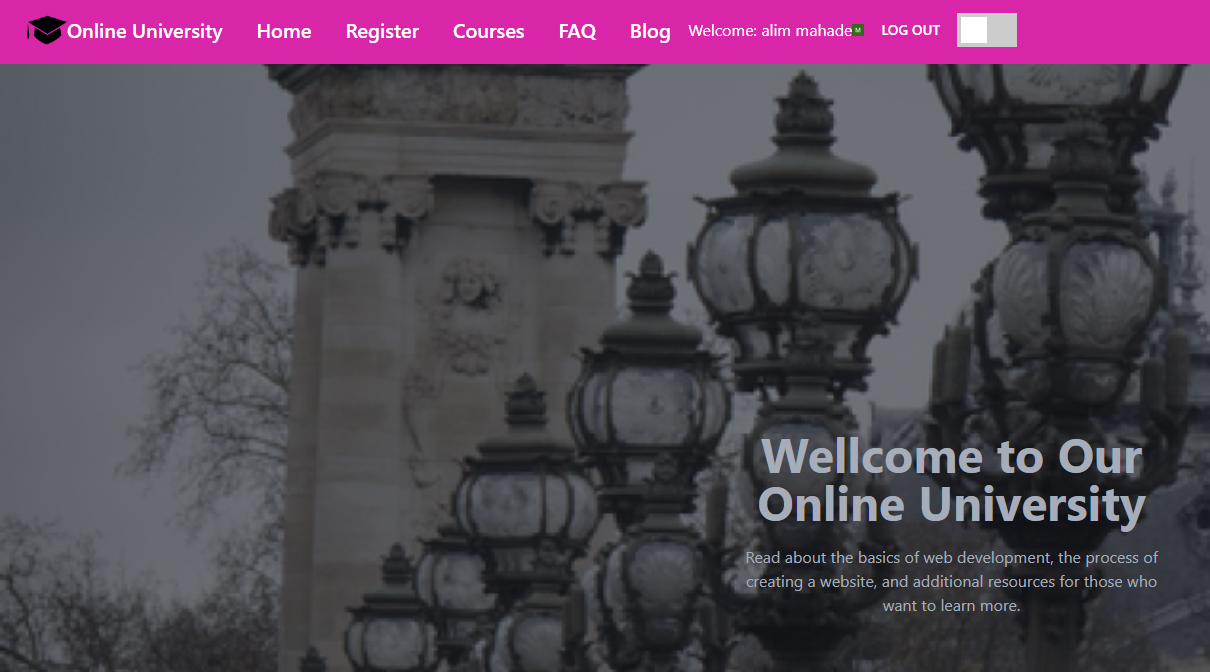 Online University Home Register Courses FAQ Blog Welcome: alim mahade M LOG OUT
Wellcome to Our
Online University
Read about the basics of web development, the process of
creating a website, and additional resources for those who
want to learn more.